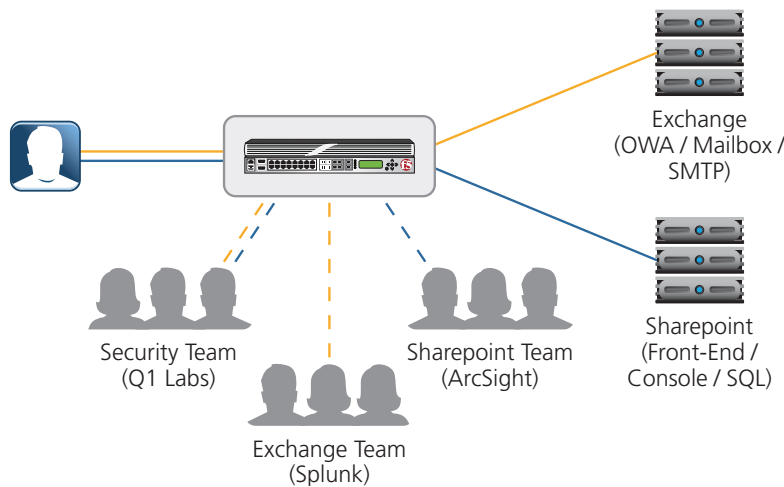 Exchange
(OWA / Mailbox /
SMTP)
f5
Security Team
(Q1 Labs)
Sharepoint Team
(ArcSight)
Sharepoint
(Front-End /
Console / SQL)
Exchange Team
(Splunk)